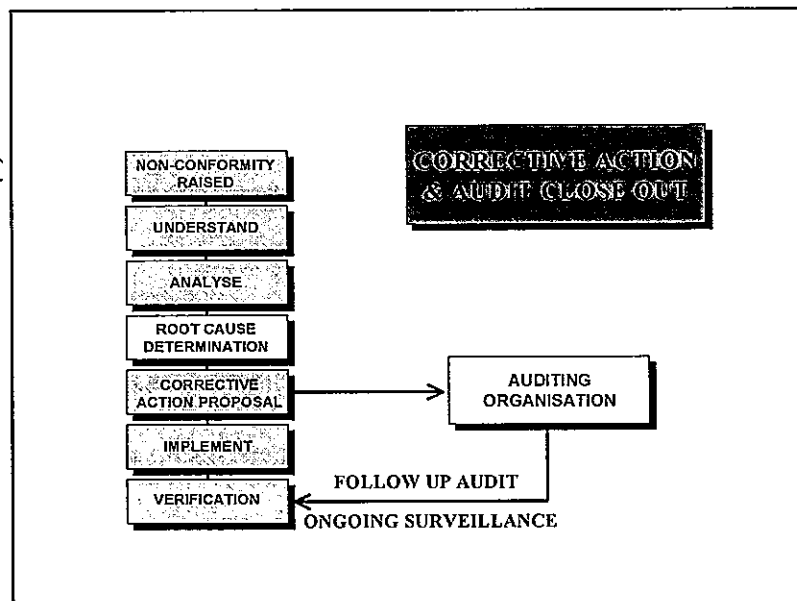 CORRECTIVE ACTION
& AUDIT CLOSE OUT
NON-CONFORMITY
RAISED
UNDERSTAND
ANALYSE
ROOT CAUSE
DETERMINATION
CORRECTIVE
ACTION PROPOSAL
AUDITING
ORGANISATION
IMPLEMENT
VERIFICATION
FOLLOW UP AUDIT
ONGOING SURVEILLANCE